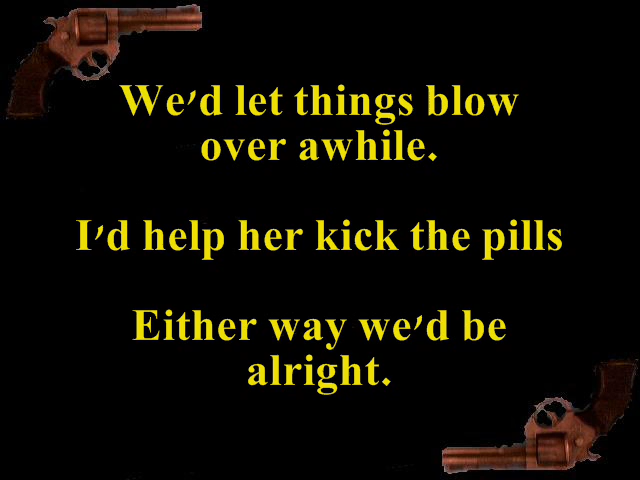 We'd let things blow
over awhile.
I'd help her kick the pills
Either way we'd be
alright.